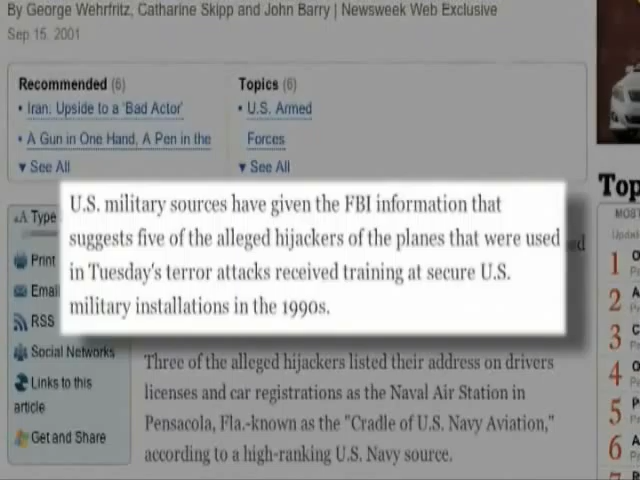 By George Wehrfritz, Catharine Skipp and John Barry | Newsweek Web Exclusive
Sep 15, 2001
Recommended (6)
• Iran: Upside to a 'Bad Actor'
• A Gun in One Hand, A Pen in the
▾ See All
Topics (6)
• U.S. Armed
Forces
▾ See All
U.S. military sources have given the FBI information that
suggests five of the alleged hijackers of the planes that were used
in Tuesday's terror attacks received training at secure U.S.
military installations in the 1990s.
Three of the alleged hijackers listed their address on drivers
licenses and car registrations as the Naval Air Station in
Pensacola, Fla.-known as the "Cradle of U.S. Navy Aviation,"
according to a high-ranking U.S. Navy source.
AA Type
Print
Email
RSS
Social Networks
Links to this
article
Get and Share
Top
MOS
1
2
3
4
5
6